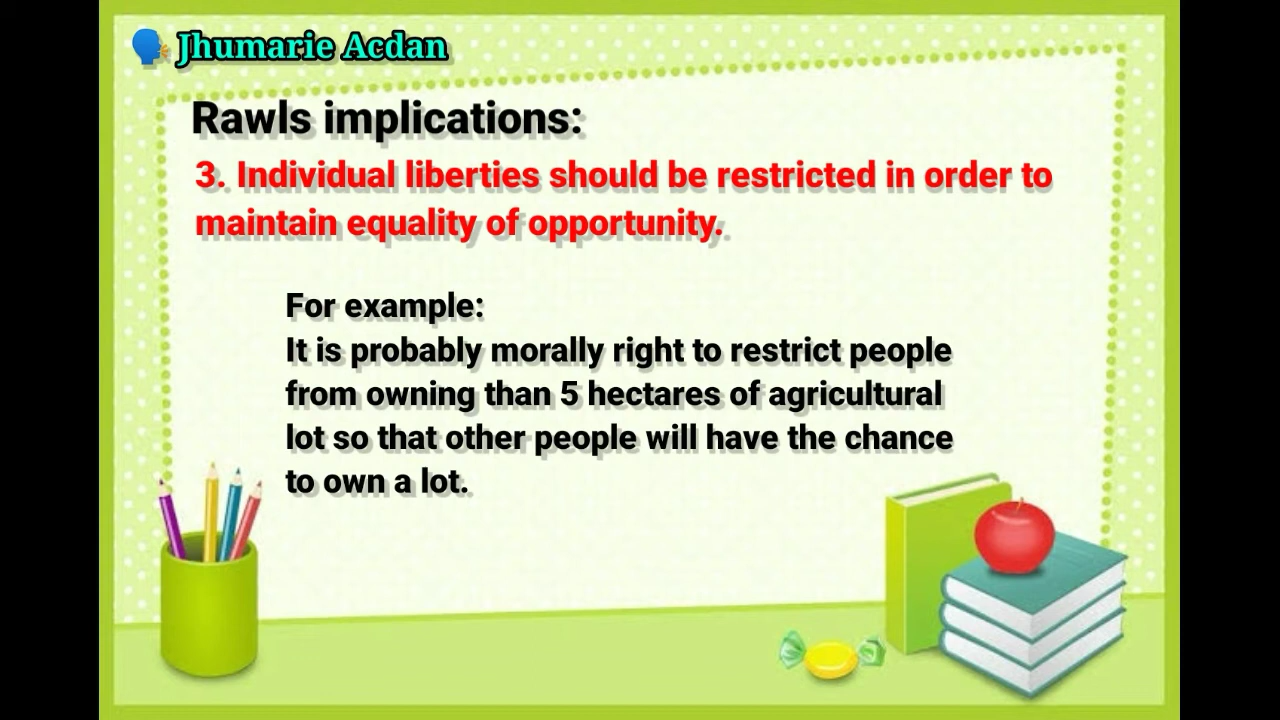 Jhumarie Acdan
Rawls implications:
3. Individual liberties should be restricted in order to
maintain equality of opportunity.
For example:
It is probably morally right to restrict people
from owning than 5 hectares of agricultural
lot so that other people will have the chance
to own a lot.